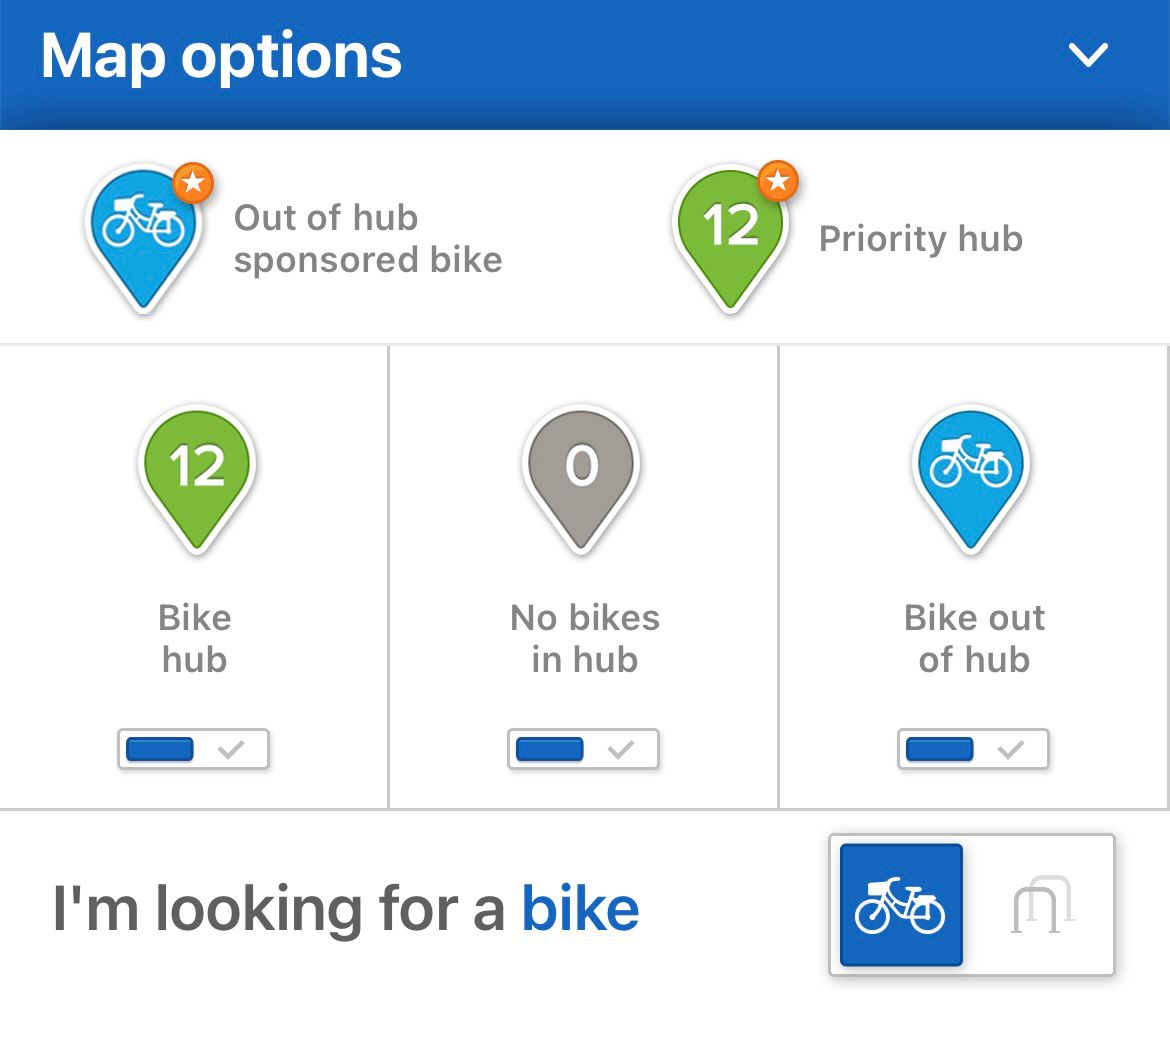 Map options
Out of hub
sponsored bike
12
Priority hub
12
Bike
hub
0
No bikes
in hub
Bike out
of hub
I'm looking for a bike